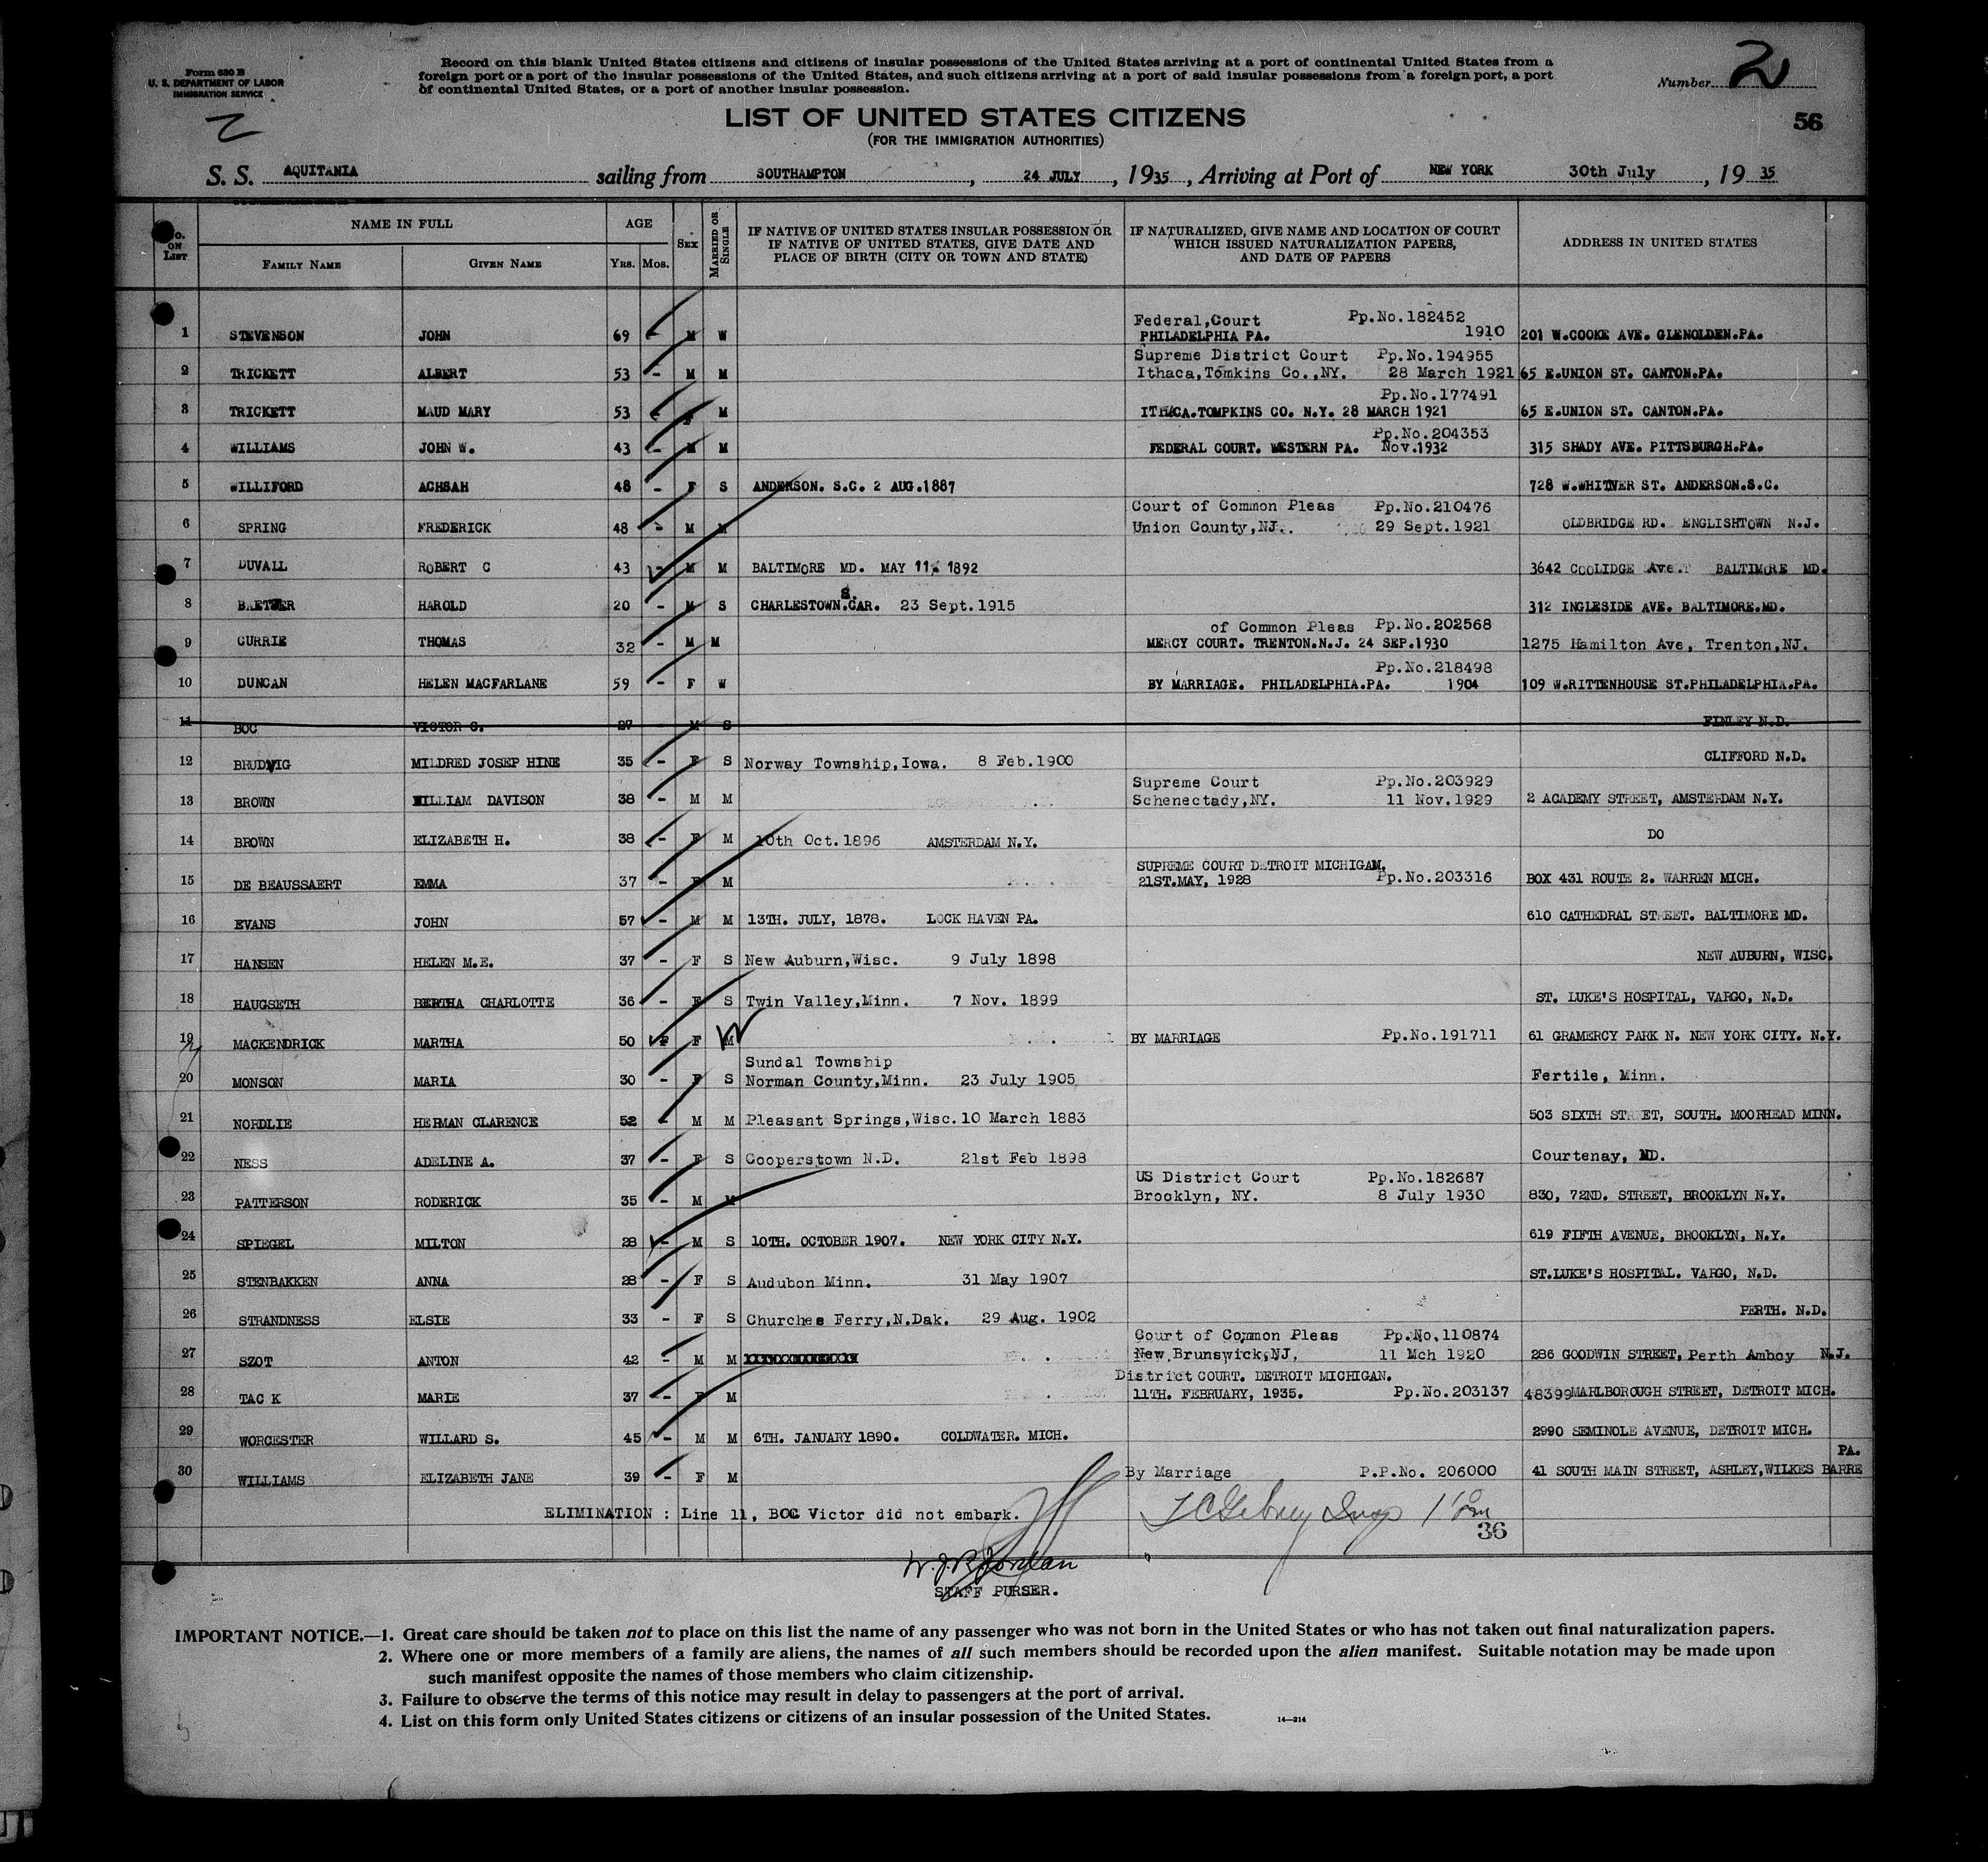 Form 630 B
U. S. DEPARTMENT OF LABOR
IMMIGRATION SERVICE
Record on this blank United States citizens and citizens of insular possessions of the United States arriving at a port of continental United States from a
foreign port or a port of the insular possessions of the United States, and such citizens arriving at a port of said insular possessions from a foreign port, a port
of continental United States, or a port of another insular possession.
Number 2
56
LIST OF UNITED STATES CITIZENS
(FOR THE IMMIGRATION AUTHORITIES)
S. S. AQUITANIA sailing from SOUTHAMPTON, 24 JULY, 1935, Arriving at Port of NEW YORK 30th July, 19 35
No. ON LIST NAME IN FULL AGE SEX MARRIED OR SINGLE IF NATIVE OF UNITED STATES INSULAR POSSESSION OR IF NATIVE OF UNITED STATES, GIVE DATE AND PLACE OF BIRTH (CITY OR TOWN AND STATE) IF NATURALIZED, GIVE NAME AND LOCATION OF COURT WHICH ISSUED NATURALIZATION PAPERS, AND DATE OF PAPERS ADDRESS IN UNITED STATES
FAMILY NAME GIVEN NAME YRS. MOS.
Federal,Court Pp.No.182452
1 STEVENSON JOHN 69 - M W PHILADELPHIA PA. 1910 201 W.COOKE AVE. GLENOLDEN.PA.
Supreme District Court Pp.No.194955
2 TRICKETT ALBERT 53 - M M Ithaca,Tomkins Co.,NY. 28 March 1921 65 E.UNION ST. CANTON.PA.
Pp.No.177491
3 TRICKETT MAUD MARY 53 - F M ITHACA.TOMPKINS CO. N.Y. 28 MARCH 1921 65 E.UNION ST. CANTON.PA.
Pp.No.204353
4 WILLIAMS JOHN W. 43 - M M FEDERAL COURT. WESTERN PA. Nov.1932 315 SHADY AVE. PITTSBURGH.PA.
5 WILLIFORD ACHSAH 48 - F S ANDERSON. S.C. 2 AUG.1887 728 W.WHITNER ST. ANDERSON.S.C.
Court of Common Pleas Pp.No.210476
6 SPRING FREDERICK 48 - M M Union County,NJ. 29 Sept.1921 OLDBRIDGE RD. ENGLISHTOWN N.J.
7 DUVALL ROBERT C 43 - M M BALTIMORE MD. MAY 11, 1892 3642 COOLIDGE Ave. BALTIMORE MD.
8 HAROLD 20 - M S CHARLESTOWN.S.CAR. 23 Sept.1915 312 INGLESIDE AVE. BALTIMORE.MD.
of Common Pleas Pp.No.202568
9 CURRIE THOMAS 32 - M M MERCY COURT. TRENTON.N.J. 24 SEP.1930 1275 Hamilton Ave, Trenton,NJ.
Pp.No.218498
10 DUNCAN HELEN MACFARLANE 59 - F W BY MARRIAGE. PHILADELPHIA.PA. 1904 109 W.RITTENHOUSE ST.PHILADELPHIA.PA.
11 BOC VICTOR G. 27 M S FINLEY N.D.
12 BRUDVIG MILDRED JOSEP HINE 35 - F S Norway Township,Iowa. 8 Feb.1900 CLIFFORD N.D.
Supreme Court Pp.No.203929
13 BROWN WILLIAM DAVISON 38 - M M Schenectady,NY. 11 Nov.1929 2 ACADEMY STREET, AMSTERDAM N.Y.
14 BROWN ELIZABETH H. 38 - F M 10th Oct.1896 AMSTERDAM N.Y. DO
SUPREME COURT DETROIT MICHIGAN.
15 DE BEAUSSAERT EMMA 37 - F M 21ST.MAY, 1928 Pp.No.203316 BOX 431 ROUTE 2. WARREN MICH.
16 EVANS JOHN 57 - M M 13TH. JULY, 1878. LOCK HAVEN PA. 610 CATHEDRAL STREET. BALTIMORE MD.
17 HANSEN HELEN M.E. 37 - F S New Auburn,Wisc. 9 July 1898 NEW AUBURN, WISC.
18 HAUGSETH BERTHA CHARLOTTE 36 - F S Twin Valley,Minn. 7 Nov. 1899 ST. LUKE'S HOSPITAL, VARGO, N.D.
19 MACKENDRICK MARTHA 50 F M W BY MARRIAGE Pp.No.191711 61 GRAMERCY PARK N. NEW YORK CITY. N.Y.
Sundal Township
20 MONSON MARIA 30 - F S Norman County,Minn. 23 July 1905 Fertile, Minn.
21 NORDLIE HERMAN CLARENCE 52 - M M Pleasant Springs,Wisc. 10 March 1883 503 SIXTH STREET, SOUTH. MOORHEAD MINN.
22 NESS ADELINE A. 37 - F S Cooperstown N.D. 21st Feb 1898 Courtenay, ND.
US District Court Pp.No.182687
23 PATTERSON RODERICK 35 - M M Brooklyn, NY. 8 July 1930 830, 72ND. STREET, BROOKLYN N.Y.
24 SPIEGEL MILTON 28 - M S 10TH. OCTOBER 1907. NEW YORK CITY N.Y. 619 FIFTH AVENUE, BROOKLYN, N.Y.
25 STENBAKKEN ANNA 28 - F S Audubon Minn. 31 May 1907 ST.LUKE'S HOSPITAL. VARGO, N.D.
26 STRANDNESS ELSIE 33 - F S Churches Ferry,N.Dak. 29 Aug. 1902 PERTH. N.D.
Court of Common Pleas Pp.No.110874
27 SZOT ANTON 42 - M M New Brunswick,NJ, 11 Mch 1920 286 GOODWIN STREET, Perth Amboy N.J.
District COURT. DETROIT MICHIGAN.
28 TAC K MARIE 37 - F M 11TH. FEBRUARY, 1935. Pp.No.203137 48399MARLBOROUGH STREET, DETROIT MICH.
29 WORCESTER WILLARD S. 45 - M M 6TH. JANUARY 1890. COLDWATER. MICH. 2990 SEMINOLE AVENUE, DETROIT MICH.
PA.
30 WILLIAMS ELIZABETH JANE 39 - F M By Marriage P.P.No. 206000 41 SOUTH MAIN STREET, ASHLEY,WILKES BARRE
ELIMINATION : Line 11, BOC Victor did not embark.
36
STAFF PURSER.
IMPORTANT NOTICE.—1. Great care should be taken not to place on this list the name of any passenger who was not born in the United States or who has not taken out final naturalization papers.
2. Where one or more members of a family are aliens, the names of all such members should be recorded upon the alien manifest. Suitable notation may be made upon
such manifest opposite the names of those members who claim citizenship.
3. Failure to observe the terms of this notice may result in delay to passengers at the port of arrival.
4. List on this form only United States citizens or citizens of an insular possession of the United States.
14—214